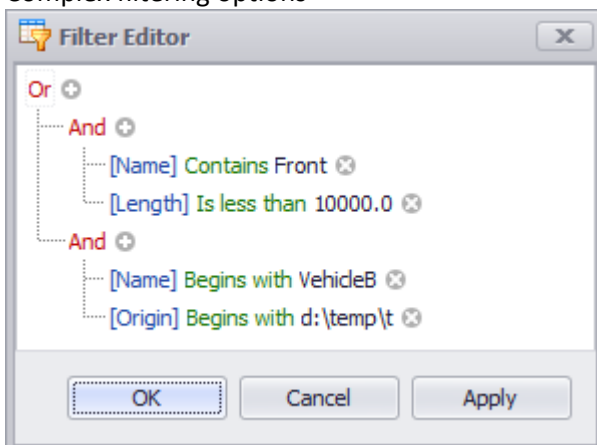 Complex filtering options
Filter Editor
Or
And
[Name] Contains Front
[Length] Is less than 10000.0
And
[Name] Begins with VehicleB
[Origin] Begins with d:\temp\t
OK Cancel Apply